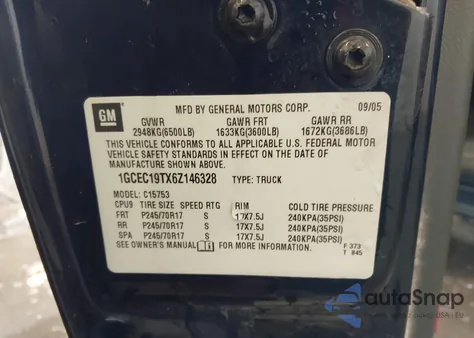 GM
MFD BY GENERAL MOTORS CORP. 09/05
GVWR GAWR FRT GAWR RR
2948KG(6500LB) 1633KG(3600LB) 1672KG(3686LB)
THIS VEHICLE CONFORMS TO ALL APPLICABLE U.S. FEDERAL MOTOR
VEHICLE SAFETY STANDARDS IN EFFECT ON THE DATE OF
MANUFACTURE SHOWN ABOVE.
1GCEC19TX6Z146328 TYPE: TRUCK
MODEL: C15753
CPU9 TIRE SIZE SPEED RTG RIM COLD TIRE PRESSURE
FRT P245/70R17 S 17X7.5J 240KPA(35PSI)
RR P245/70R17 S 17X7.5J 240KPA(35PSI)
SPA P245/70R17 S 17X7.5J 240KPA(35PSI)
SEE OWNER'S MANUAL FOR MORE INFORMATION.
F 373
T 845
autoSnap